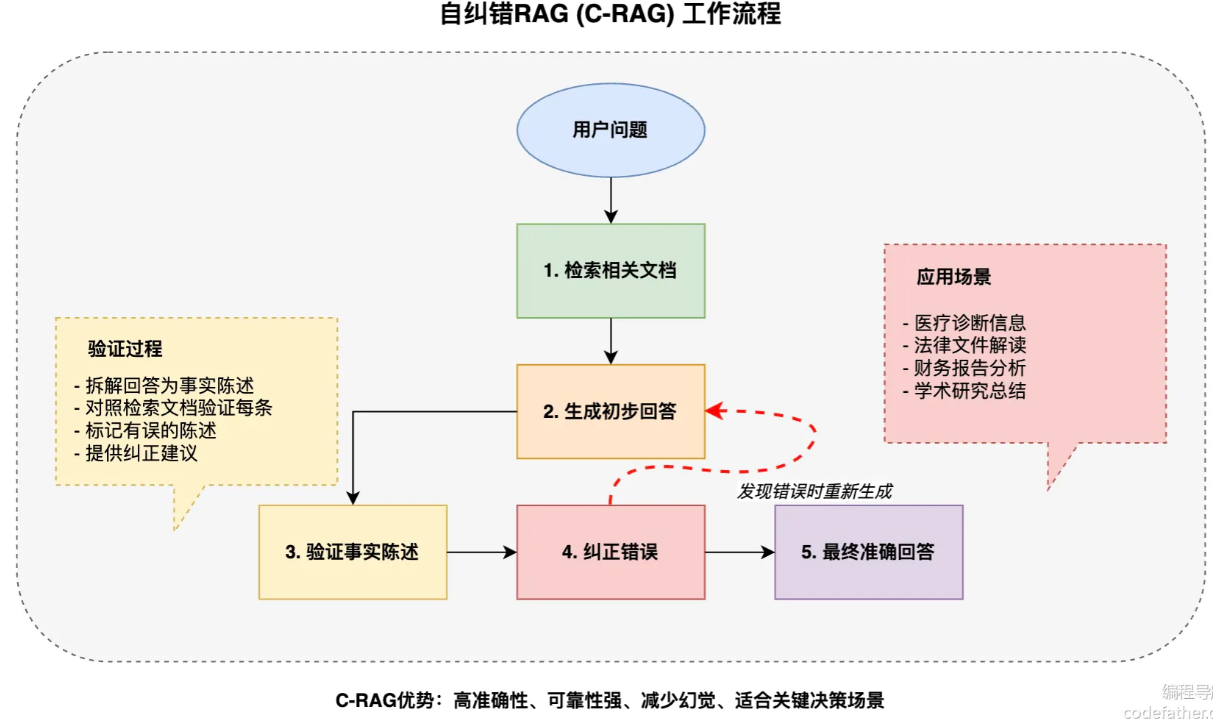 自纠错RAG (C-RAG) 工作流程
用户问题
1. 检索相关文档
应用场景
- 医疗诊断信息
- 法律文件解读
- 财务报告分析
- 学术研究总结
验证过程
- 拆解回答为事实陈述
- 对照检索文档验证每条
- 标记有误的陈述
- 提供纠正建议
2. 生成初步回答
发现错误时重新生成
3. 验证事实陈述
4. 纠正错误
5. 最终准确回答
C-RAG优势：高准确性、可靠性强、减少幻觉、适合关键决策场景
编程导
codefather.c